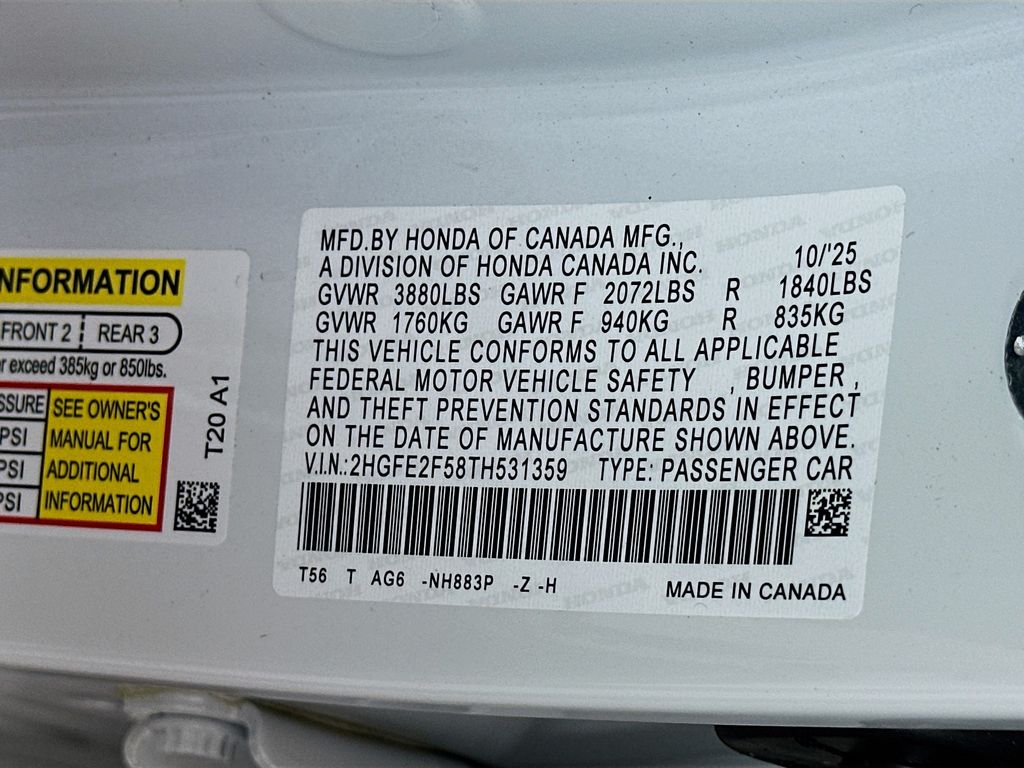 INFORMATION
FRONT 2 REAR 3
exceed 385kg or 850lbs.
SEE OWNER'S
PSI MANUAL FOR
PSI ADDITIONAL
PSI INFORMATION
T20 A1
MFD.BY HONDA OF CANADA MFG.,
A DIVISION OF HONDA CANADA INC. 10/'25
GVWR 3880LBS GAWR F 2072LBS R 1840LBS
GVWR 1760KG GAWR F 940KG R 835KG
THIS VEHICLE CONFORMS TO ALL APPLICABLE
FEDERAL MOTOR VEHICLE SAFETY , BUMPER ,
AND THEFT PREVENTION STANDARDS IN EFFECT
ON THE DATE OF MANUFACTURE SHOWN ABOVE.
V.I.N.:2HGFE2F58TH531359 TYPE: PASSENGER CAR
T56 T AG6 -NH883P -Z -H
MADE IN CANADA